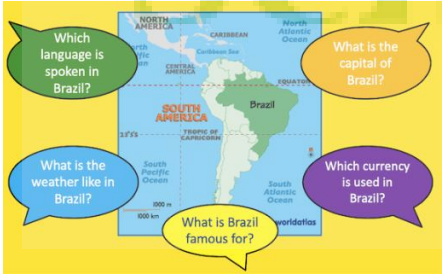 Which
language is
spoken in
Brazil?
What is the
capital of
Brazil?
What is the
weather like in
Brazil?
Which currency
is used in
Brazil?
What is Brazil
famous for?
NORTH
AMERICA
North
Atlantic
Ocean
CARIBBEAN
Caribbean Sea
CENTRAL
AMERICA
EQUATOR
Brazil
SOUTH
AMERICA
TROPIC OF
CAPRICORN
South
Pacific
Ocean
South
Atlantic
Ocean
1000 m
1000 km
worldatlas